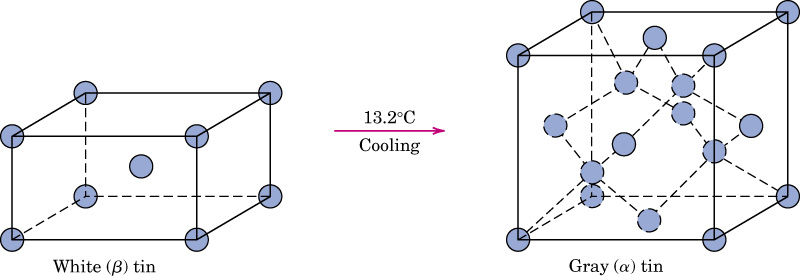 13.2°C
Cooling
White (β) tin
Gray (α) tin